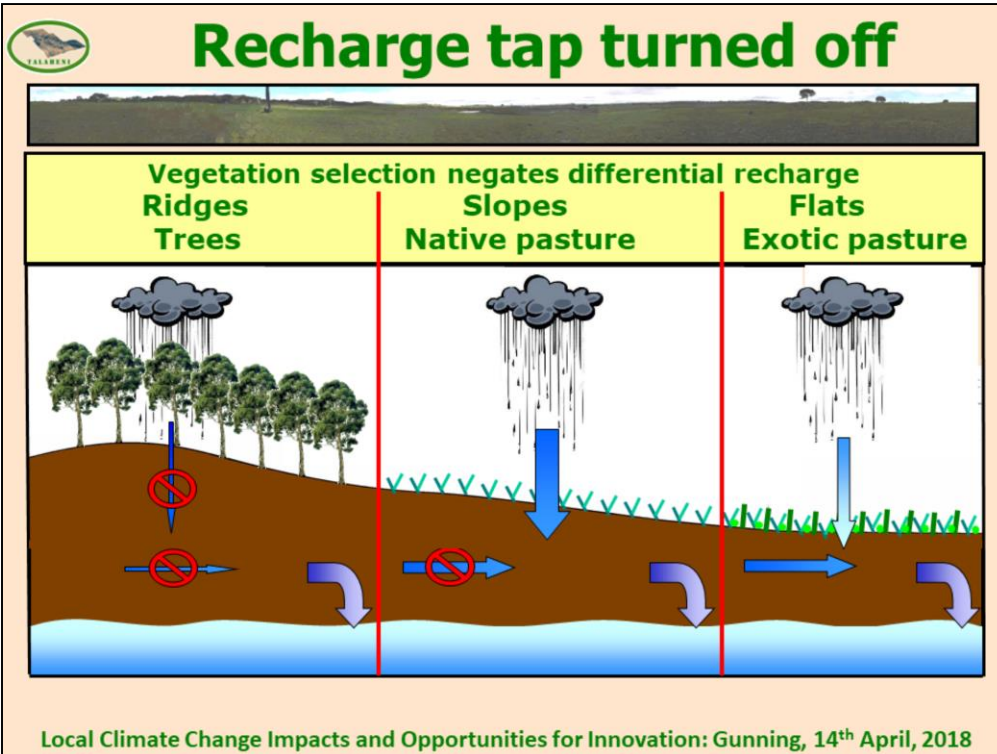 TALAHENI
Recharge tap turned off
Vegetation selection negates differential recharge
Ridges
Trees
Slopes
Native pasture
Flats
Exotic pasture
Local Climate Change Impacts and Opportunities for Innovation: Gunning, 14th April, 2018